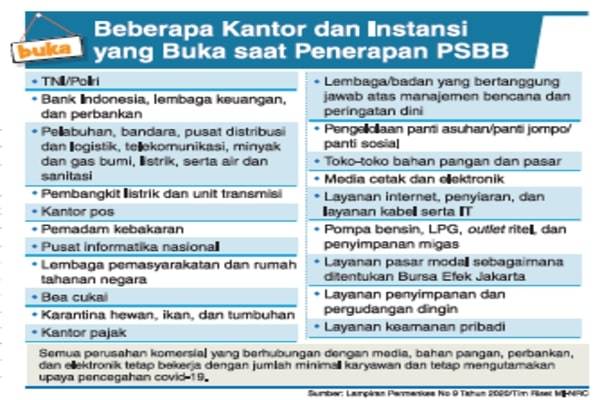 buka
Beberapa Kantor dan Instansi
yang Buka saat Penerapan PSBB
• TNI/Polri
• Bank Indonesia, lembaga keuangan,
dan perbankan
• Pelabuhan, bandara, pusat distribusi
dan logistik, telekomunikasi, minyak
dan gas bumi, listrik, serta air dan
sanitasi
• Pembangkit listrik dan unit transmisi
• Kantor pos
• Pemadam kebakaran
• Pusat informatika nasional
• Lembaga pemasyarakatan dan rumah
tahanan negara
• Bea cukai
• Karantina hewan, ikan, dan tumbuhan
• Kantor pajak
• Lembaga/badan yang bertanggung
jawab atas manajemen bencana dan
peringatan dini
• Pengelolaan panti asuhan/panti jompo/
panti sosial
• Toko-toko bahan pangan dan pasar
• Media cetak dan elektronik
• Layanan internet, penyiaran, dan
layanan kabel serta IT
• Pompa bensin, LPG, outlet ritel, dan
penyimpanan migas
• Layanan pasar modal sebagaimana
ditentukan Bursa Efek Jakarta
• Layanan penyimpanan dan
pergudangan dingin
• Layanan keamanan pribadi
Semua perusahan komersial yang berhubungan dengan media, bahan pangan, perbankan,
dan elektronik tetap bekerja dengan jumlah minimal karyawan dan tetap mengutamakan
upaya pencegahan covid-19.
Sumber: Lampiran Permenkes No 9 Tahun 2020/Tim Riset MI-NRC